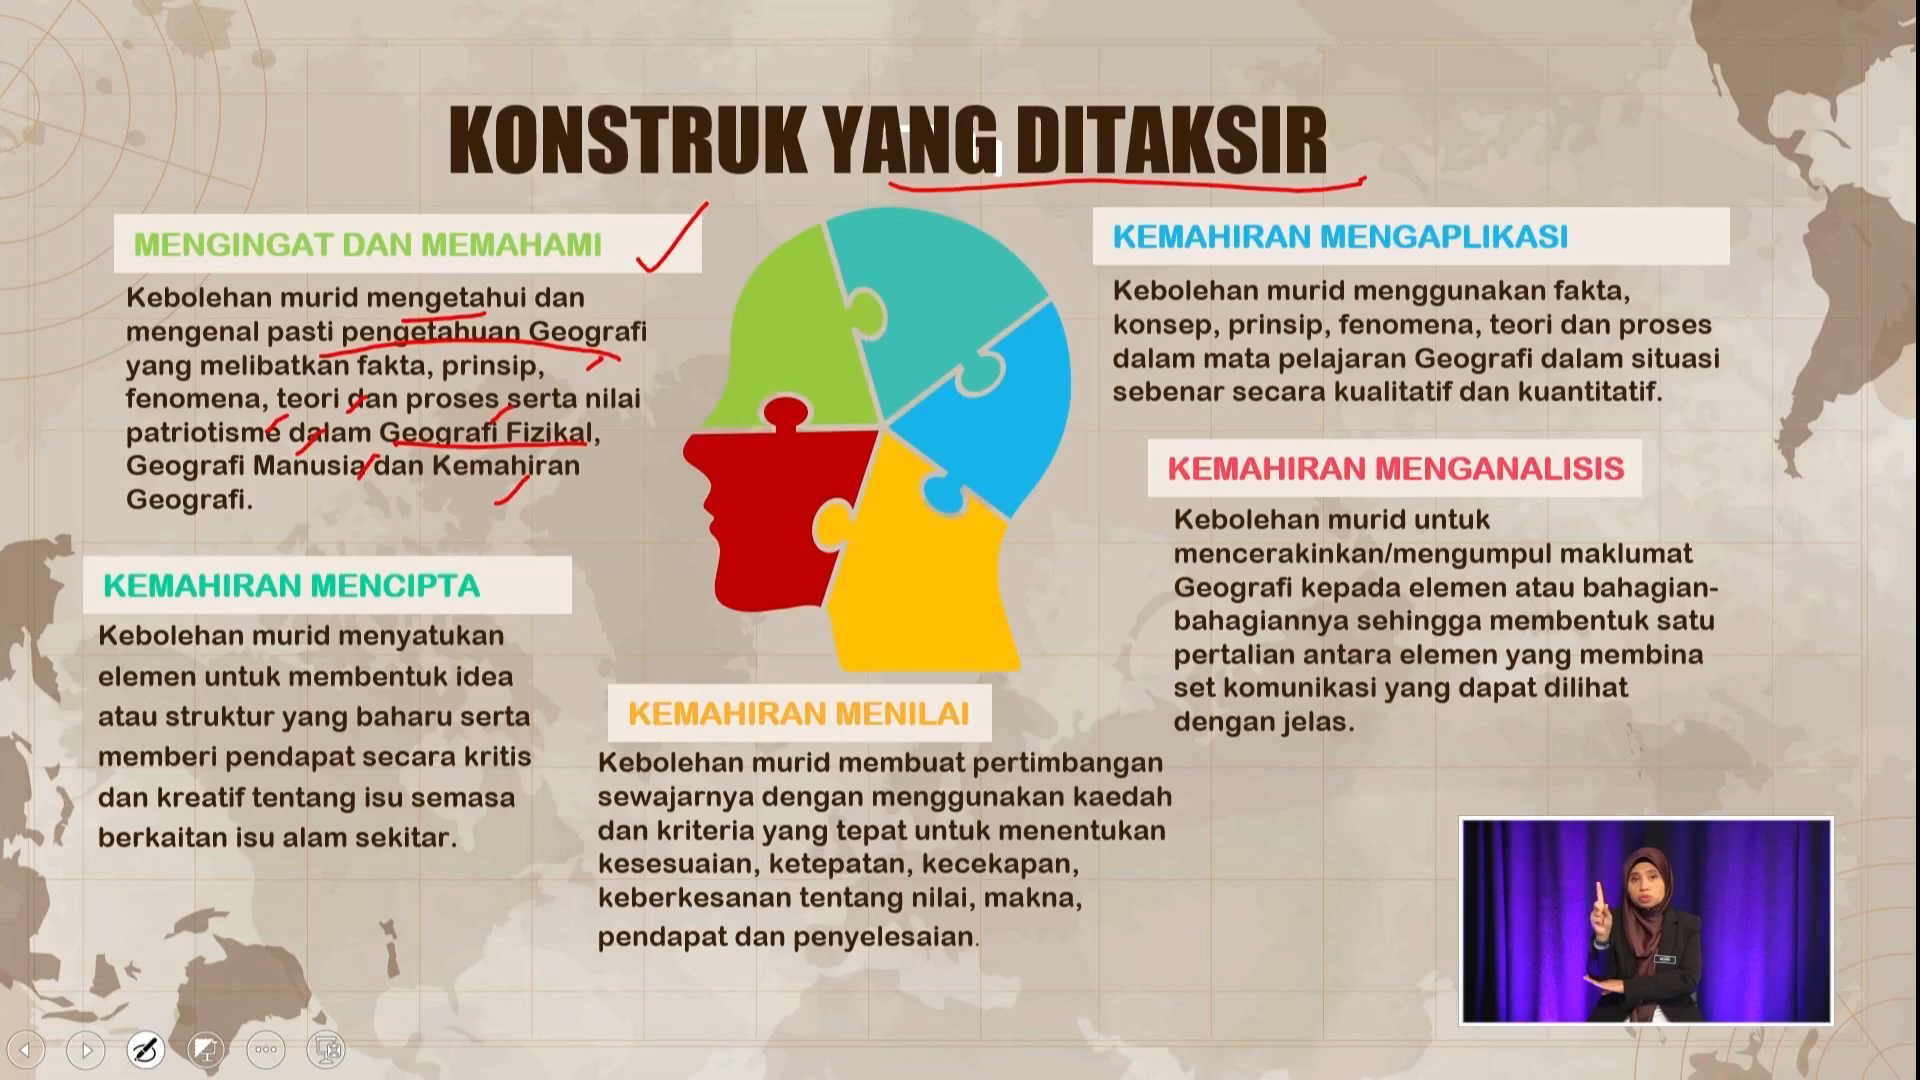 KONSTRUK YANG DITAKSIR
MENGINGAT DAN MEMAHAMI
Kebolehan murid mengetahui dan
mengenal pasti pengetahuan Geografi
yang melibatkan fakta, prinsip,
fenomena, teori dan proses serta nilai
patriotisme dalam Geografi Fizikal,
Geografi Manusia dan Kemahiran
Geografi.
KEMAHIRAN MENCIPTA
Kebolehan murid menyatukan
elemen untuk membentuk idea
atau struktur yang baharu serta
memberi pendapat secara kritis
dan kreatif tentang isu semasa
berkaitan isu alam sekitar.
KEMAHIRAN MENILAI
Kebolehan murid membuat pertimbangan
sewajarnya dengan menggunakan kaedah
dan kriteria yang tepat untuk menentukan
kesesuaian, ketepatan, kecekapan,
keberkesanan tentang nilai, makna,
pendapat dan penyelesaian.
KEMAHIRAN MENGAPLIKASI
Kebolehan murid menggunakan fakta,
konsep, prinsip, fenomena, teori dan proses
dalam mata pelajaran Geografi dalam situasi
sebenar secara kualitatif dan kuantitatif.
KEMAHIRAN MENGANALISIS
Kebolehan murid untuk
mencerakinkan/mengumpul maklumat
Geografi kepada elemen atau bahagian-
bahagiannya sehingga membentuk satu
pertalian antara elemen yang membina
set komunikasi yang dapat dilihat
dengan jelas.